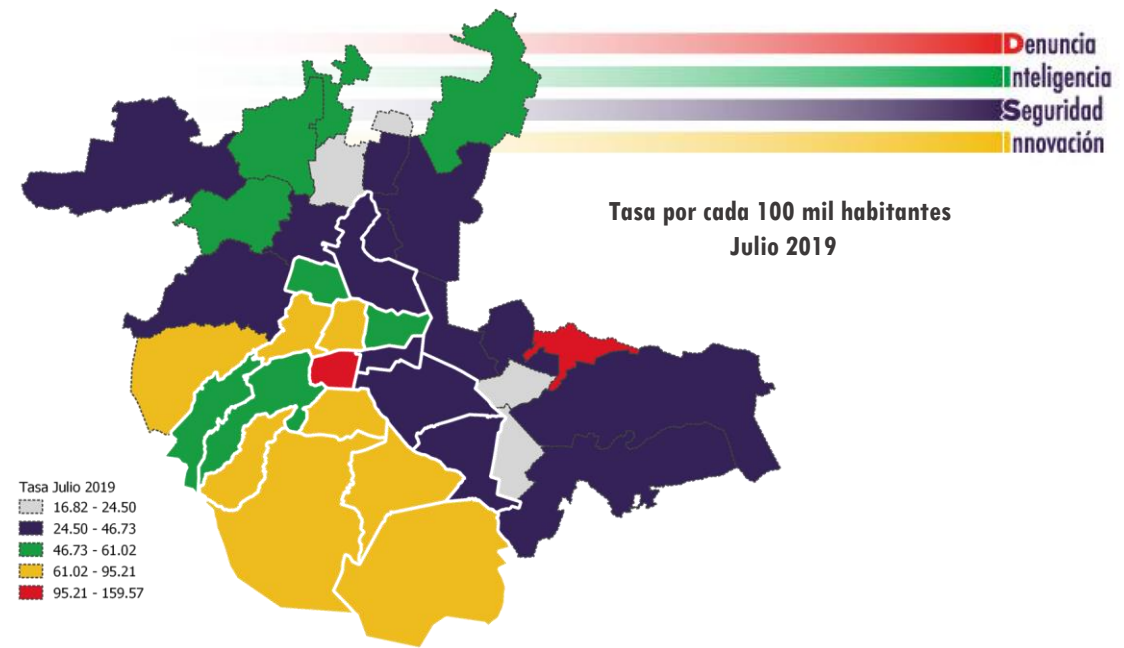 Denuncia
Inteligencia
Seguridad
Innovación
Tasa por cada 100 mil habitantes
Julio 2019
Tasa Julio 2019
16.82 - 24.50
24.50 - 46.73
46.73 - 61.02
61.02 - 95.21
95.21 - 159.57